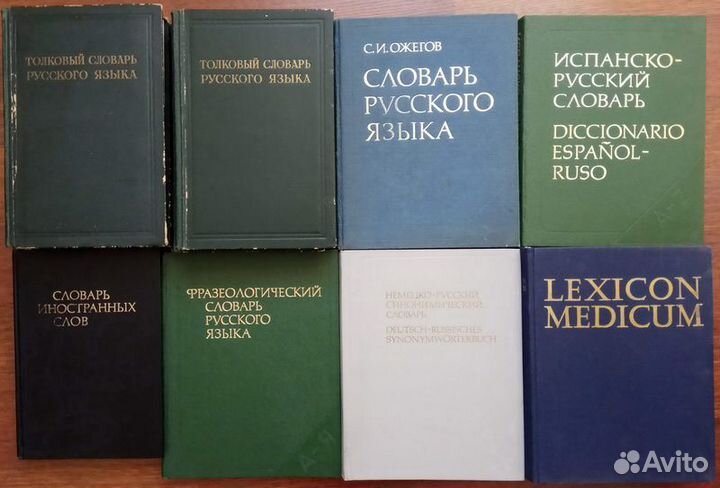 ТОЛКОВЫЙ СЛОВАРЬ
РУССКОГО ЯЗЫКА
ТОЛКОВЫЙ СЛОВАРЬ
РУССКОГО ЯЗЫКА
С.И.ОЖЕГОВ
СЛОВАРЬ
РУССКОГО
ЯЗЫКА
ИСПАНСКО-
РУССКИЙ
СЛОВАРЬ
DICCIONARIO
ESPAÑOL-
RUSO
А-Я
СЛОВАРЬ
ИНОСТРАННЫХ
СЛОВ
ФРАЗЕОЛОГИЧЕСКИЙ
СЛОВАРЬ
РУССКОГО
ЯЗЫКА
А-Я
НЕМЕЦКО-РУССКИЙ
СИНОНИМИЧЕСКИЙ
СЛОВАРЬ
DEUTSCH-RUSSISCHES
SYNONYMWÖRTERBUCH
LEXICON
MEDICUM
Avito